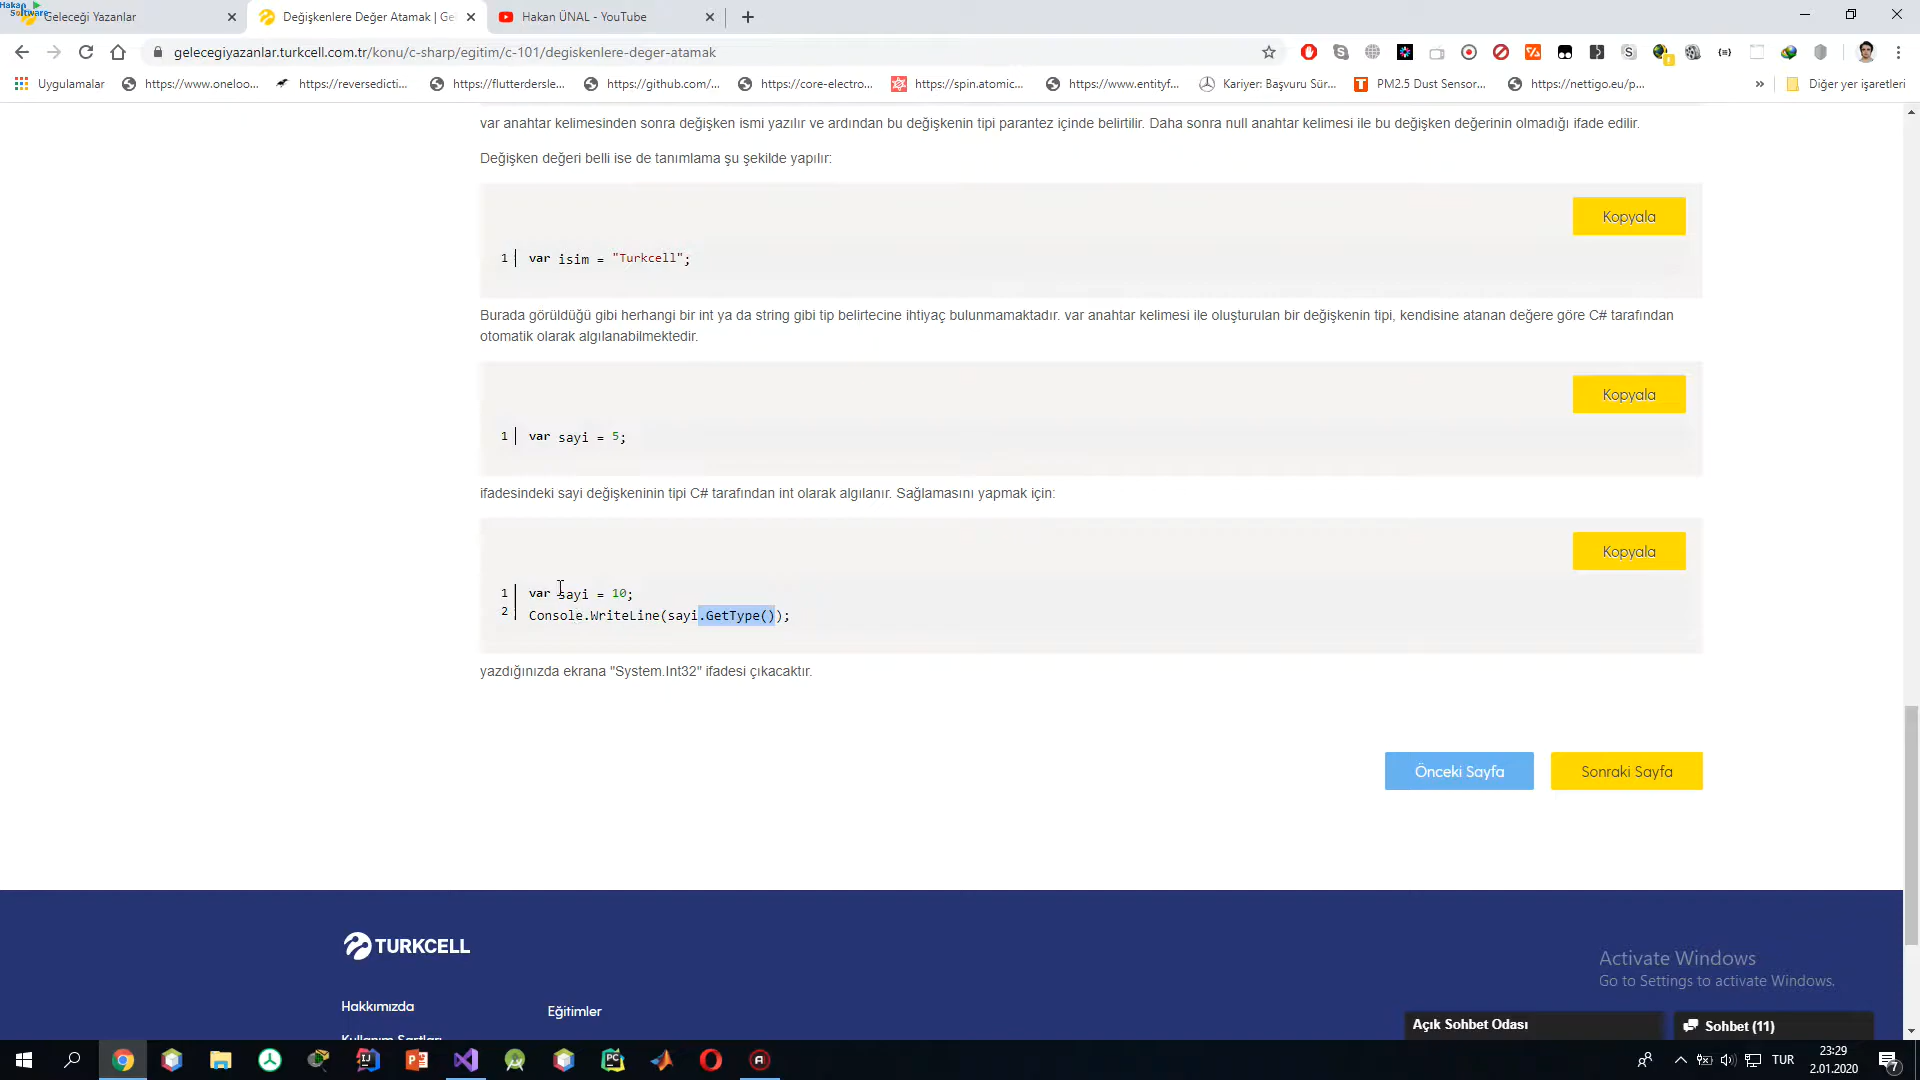 Hakan
Software
Geleceği Yazanlar
Değişkenlere Değer Atamak | Ge
Hakan ÜNAL - YouTube
gelecegiyazanlar.turkcell.com.tr/konu/c-sharp/egitim/c-101/degiskenlere-deger-atamak
Uygulamalar
https://www.oneloo...
https://reversedicti...
https://flutterdersle...
https://github.com/...
https://core-electro...
https://spin.atomic...
https://www.entityf...
Kariyer: Başvuru Sür...
PM2.5 Dust Sensor...
https://nettigo.eu/p...
»
Diğer yer işaretleri
var anahtar kelimesinden sonra değişken ismi yazılır ve ardından bu değişkenin tipi parantez içinde belirtilir. Daha sonra null anahtar kelimesi ile bu değişken değerinin olmadığı ifade edilir.
Değişken değeri belli ise de tanımlama şu şekilde yapılır:
Kopyala
1 var isim = "Turkcell";
Burada görüldüğü gibi herhangi bir int ya da string gibi tip belirtecine ihtiyaç bulunmamaktadır. var anahtar kelimesi ile oluşturulan bir değişkenin tipi, kendisine atanan değere göre C# tarafından
otomatik olarak algılanabilmektedir.
Kopyala
1 var sayi = 5;
ifadesindeki sayi değişkeninin tipi C# tarafından int olarak algılanır. Sağlamasını yapmak için:
Kopyala
1 var sayi = 10;
2 Console.WriteLine(sayi.GetType());
yazdığınızda ekrana "System.Int32" ifadesi çıkacaktır.
Önceki Sayfa
Sonraki Sayfa
TURKCELL
Activate Windows
Go to Settings to activate Windows.
Hakkımızda
Eğitimler
Kullanım Şartları
Açık Sohbet Odası
Sohbet (11)
TUR
23:29
2.01.2020
7